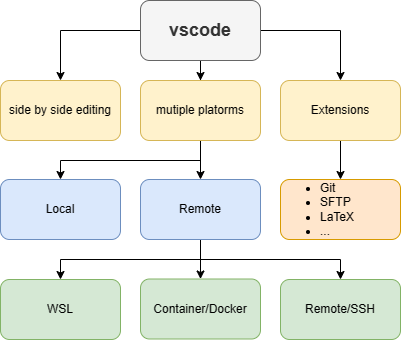 vscode
side by side editing
mutiple platorms
Extensions
Local
Remote
• Git
• SFTP
• LaTeX
• ...
WSL
Container/Docker
Remote/SSH